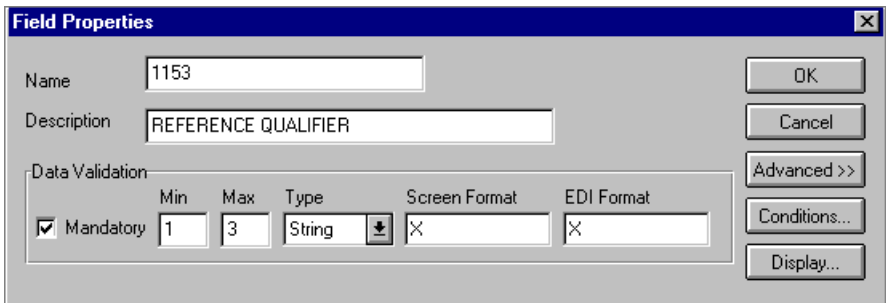 Field Properties
Name 1153 OK
Description REFERENCE QUALIFIER Cancel
Data Validation Advanced >>
Min Max Type Screen Format EDI Format
Mandatory 1 3 String X X Conditions...
Display...